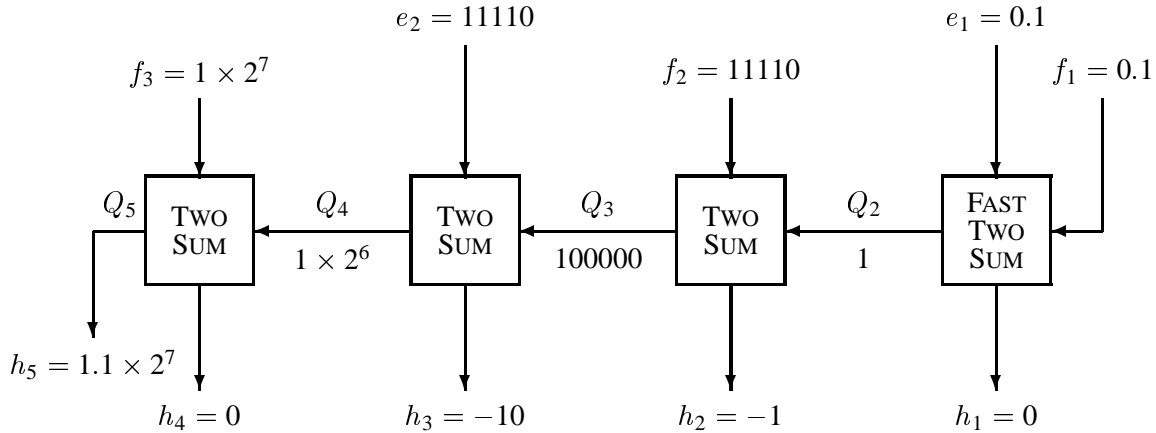 e₂ = 11110
e₁ = 0.1
f₃ = 1 × 2⁷
f₂ = 11110
f₁ = 0.1
Q₅
TWO
SUM
Q₄
1 × 2⁶
TWO
SUM
Q₃
100000
TWO
SUM
Q₂
1
FAST
TWO
SUM
h₅ = 1.1 × 2⁷
h₄ = 0
h₃ = −10
h₂ = −1
h₁ = 0